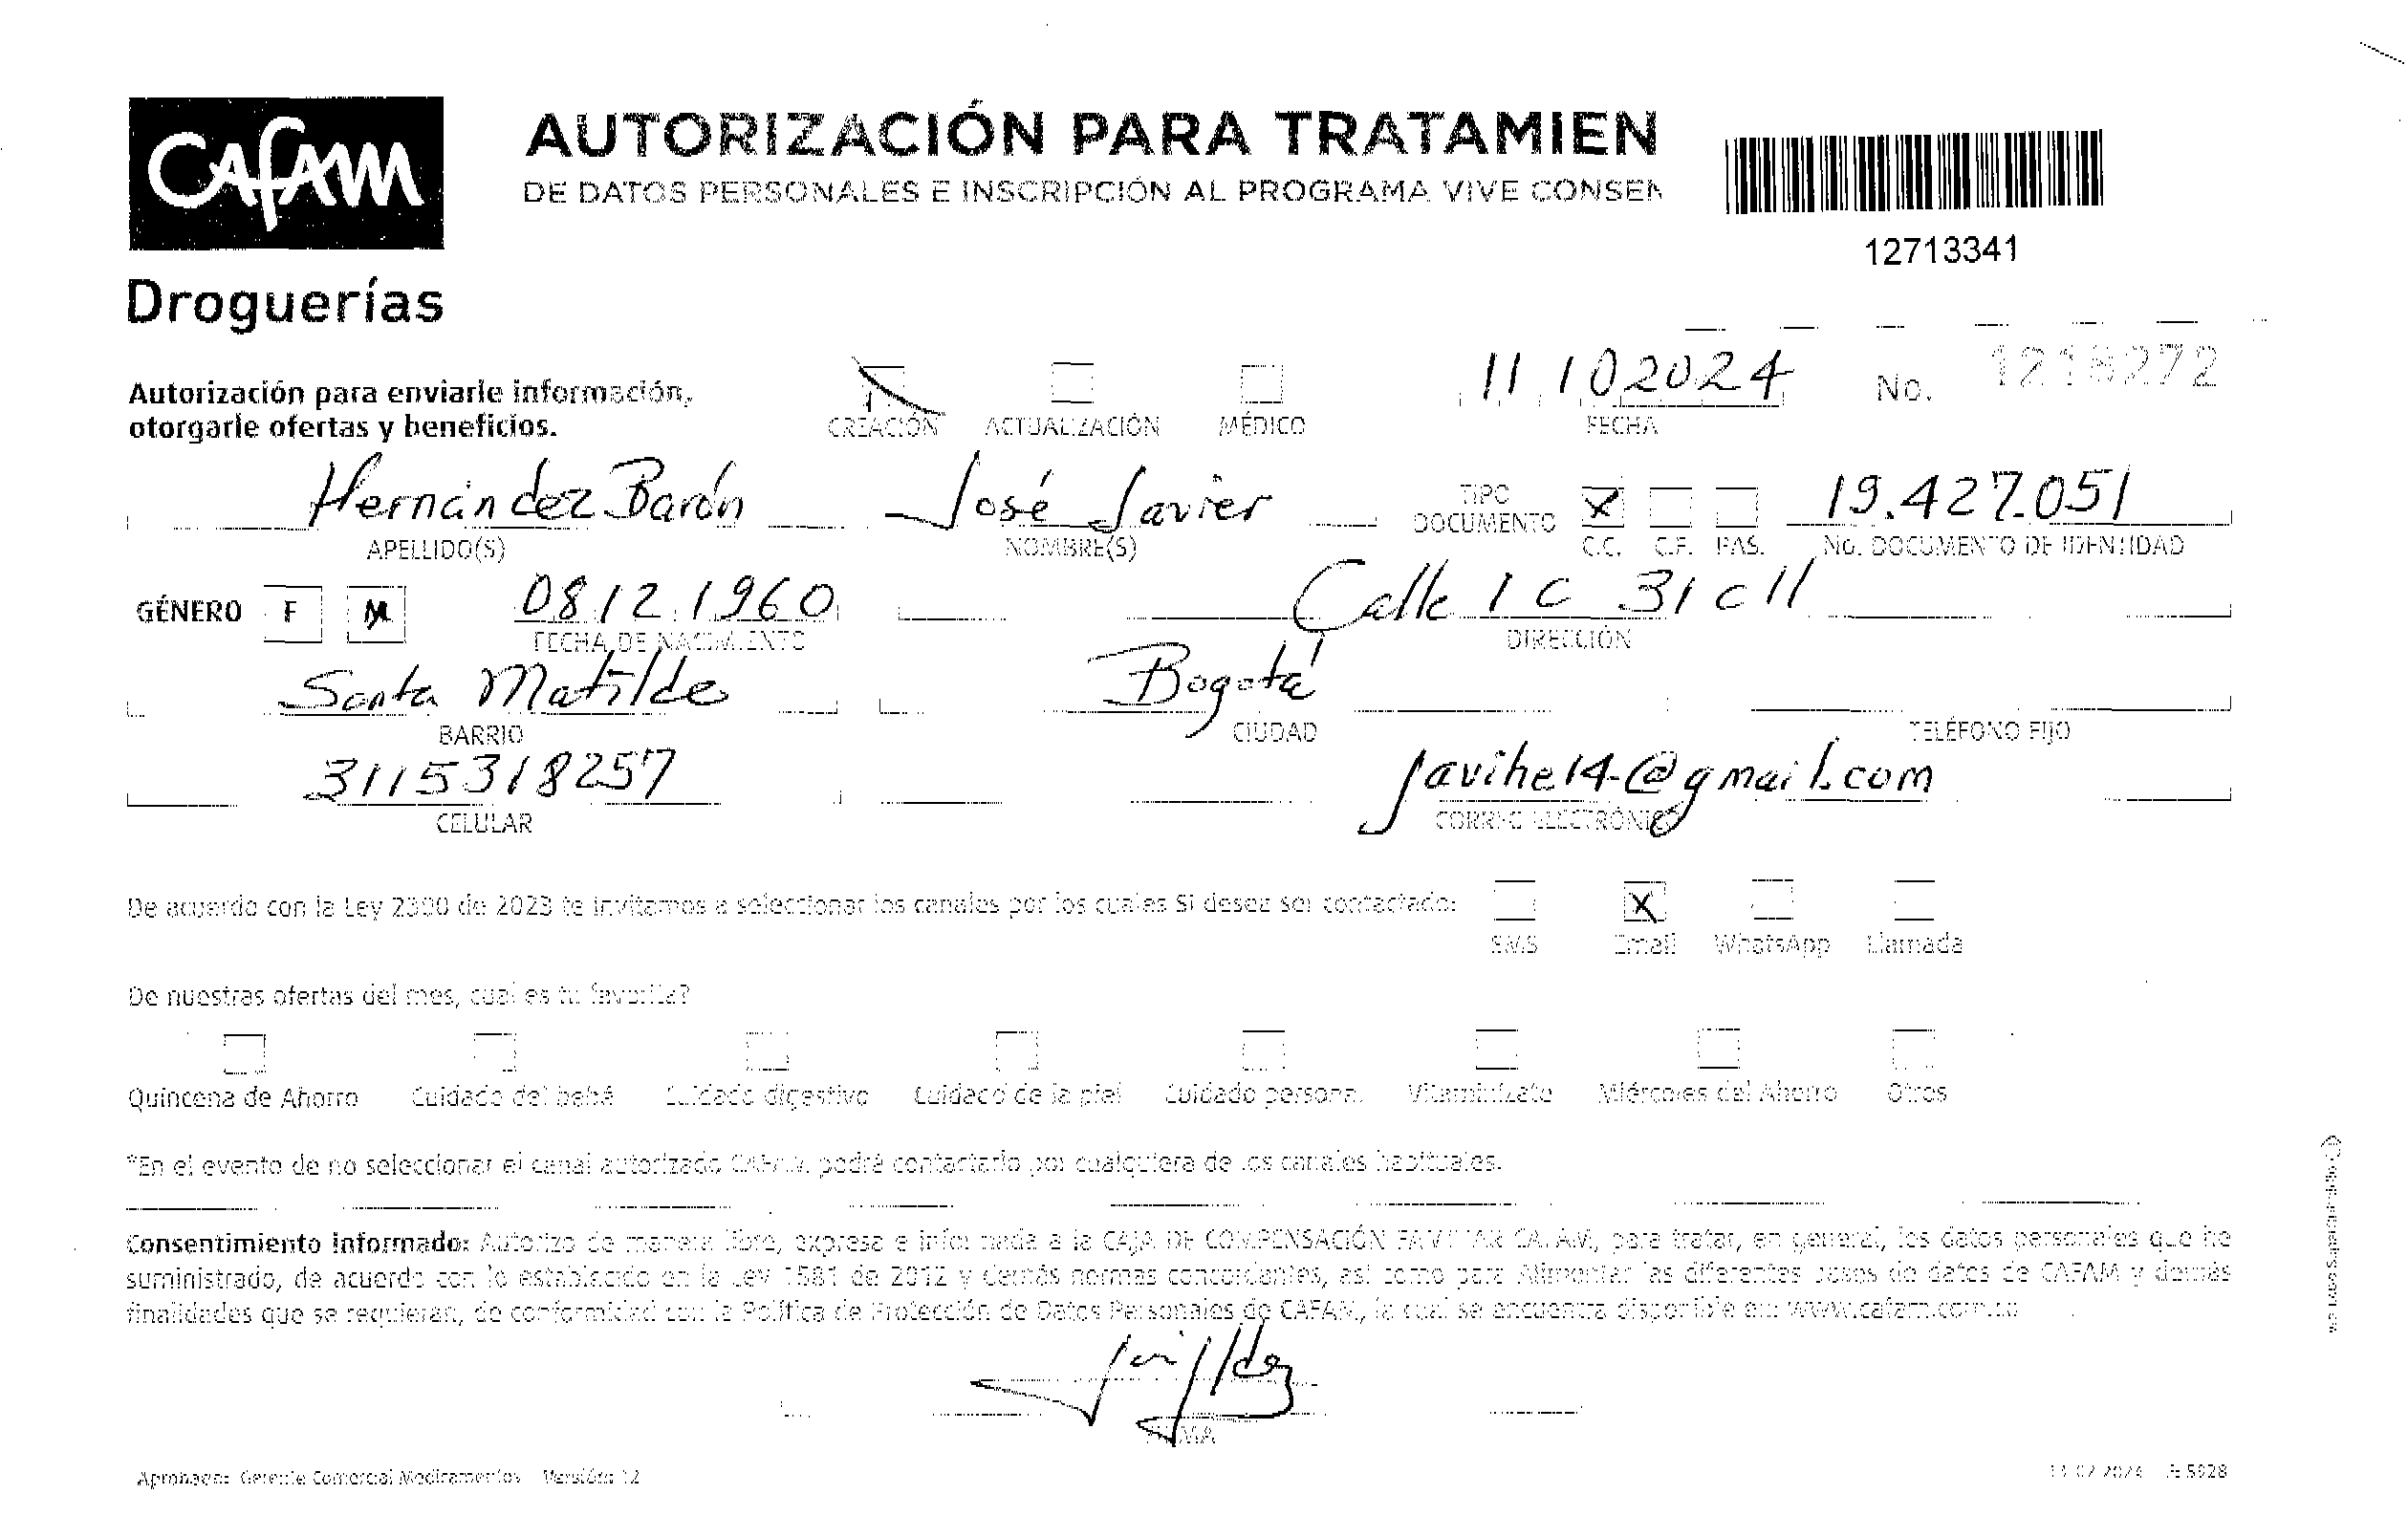 CAFAM
AUTORIZACIÓN PARA TRATAMIEN
DE DATOS PERSONALES E INSCRIPCIÓN AL PROGRAMA VIVE CONSEN
12713341
Droguerías
Autorización para enviarle información,
otorgarle ofertas y beneficios.
CREACIÓN ACTUALIZACIÓN MÉDICO
11 10 2024
FECHA
No. 1218272
Hernández Barón José Javier
APELLIDO(S) NOMBRE(S)
TIPO
DOCUMENTO
X
C.C. C.E. PAS.
19.427.051
No. DOCUMENTO DE IDENTIDAD
GÉNERO F M 08 12 1960 Calle 1 C 31 C 11
FECHA DE NACIMIENTO DIRECCIÓN
Santa Matilde Bogotá
BARRIO CIUDAD TELÉFONO FIJO
3115318257 Javihe14@gmail.com
CELULAR CORREO ELECTRÓNICO
De acuerdo con la Ley 2300 de 2023 te invitamos a seleccionar los canales por los cuales SI desea ser contactado:
X
SMS Email WhatsApp Llamada
De nuestras ofertas del mes, cual es tu favorita?
Quincena de Ahorro Cuidado del bebé Cuidado digestivo Cuidado de la piel Cuidado personal Vitamínizate Miércoles del Ahorro Otros
*En el evento de no seleccionar el canal autorizado CAFAM, podrá contactarlo por cualquiera de los canales habituales.
Consentimiento informado: Autorizo de manera libre, expresa e informada a la CAJA DE COMPENSACIÓN FAMILIAR CAFAM, para tratar, en general, los datos personales que he
suministrado, de acuerdo con lo establecido en la Ley 1581 de 2012 y demás normas concordantes, así como para Alimentar las diferentes bases de datos de CAFAM y demás
finalidades que se requieran, de conformidad con la Política de Protección de Datos Personales de CAFAM, la cual se encuentra disponible en: www.cafam.com.co
FIRMA
Aprobado: Gerente Comercial Medicamentos Versión: 12